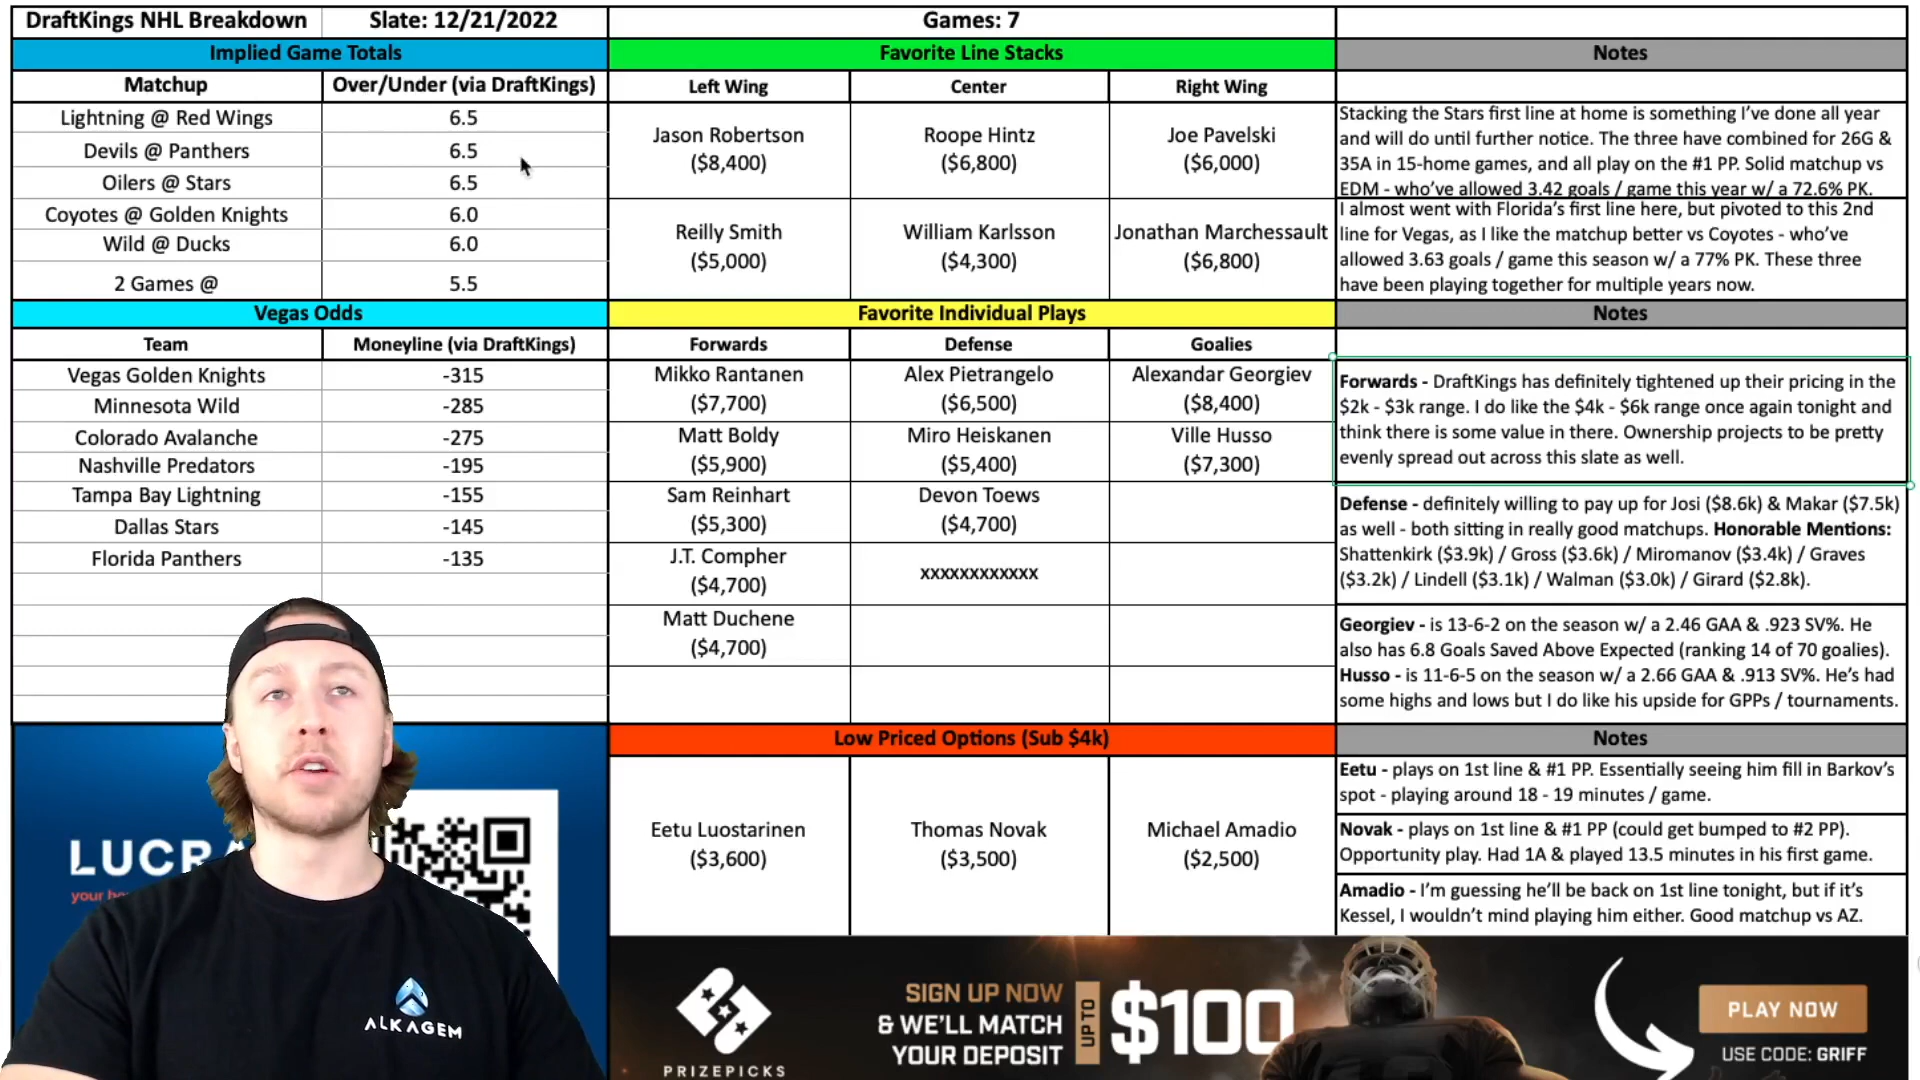 DraftKings NHL Breakdown
Slate: 12/21/2022
Games: 7
Implied Game Totals
Favorite Line Stacks
Notes
Matchup
Over/Under (via DraftKings)
Left Wing
Center
Right Wing
Lightning @ Red Wings
6.5
Devils @ Panthers
6.5
Oilers @ Stars
6.5
Coyotes @ Golden Knights
6.0
Wild @ Ducks
6.0
2 Games @
5.5
Jason Robertson
($8,400)
Roope Hintz
($6,800)
Joe Pavelski
($6,000)
Stacking the Stars first line at home is something I've done all year
and will do until further notice. The three have combined for 26G &
35A in 15-home games, and all play on the #1 PP. Solid matchup vs
EDM - who've allowed 3.42 goals / game this year w/ a 72.6% PK.
Reilly Smith
($5,000)
William Karlsson
($4,300)
Jonathan Marchessault
($6,800)
I almost went with Florida's first line here, but pivoted to this 2nd
line for Vegas, as I like the matchup better vs Coyotes - who've
allowed 3.63 goals / game this season w/ a 77% PK. These three
have been playing together for multiple years now.
Vegas Odds
Favorite Individual Plays
Notes
Team
Moneyline (via DraftKings)
Forwards
Defense
Goalies
Vegas Golden Knights
-315
Minnesota Wild
-285
Colorado Avalanche
-275
Nashville Predators
-195
Tampa Bay Lightning
-155
Dallas Stars
-145
Florida Panthers
-135
Mikko Rantanen
($7,700)
Alex Pietrangelo
($6,500)
Alexandar Georgiev
($8,400)
Matt Boldy
($5,900)
Miro Heiskanen
($5,400)
Ville Husso
($7,300)
Sam Reinhart
($5,300)
Devon Toews
($4,700)
J.T. Compher
($4,700)
xxxxxxxxxxxx
Matt Duchene
($4,700)
Forwards - DraftKings has definitely tightened up their pricing in the
$2k - $3k range. I do like the $4k - $6k range once again tonight and
think there is some value in there. Ownership projects to be pretty
evenly spread out across this slate as well.
Defense - definitely willing to pay up for Josi ($8.6k) & Makar ($7.5k)
as well - both sitting in really good matchups. Honorable Mentions:
Shattenkirk ($3.9k) / Gross ($3.6k) / Miromanov ($3.4k) / Graves
($3.2k) / Lindell ($3.1k) / Walman ($3.0k) / Girard ($2.8k).
Georgiev - is 13-6-2 on the season w/ a 2.46 GAA & .923 SV%. He
also has 6.8 Goals Saved Above Expected (ranking 14 of 70 goalies).
Husso - is 11-6-5 on the season w/ a 2.66 GAA & .913 SV%. He's had
some highs and lows but I do like his upside for GPPs / tournaments.
Low Priced Options (Sub $4k)
Notes
Eetu Luostarinen
($3,600)
Thomas Novak
($3,500)
Michael Amadio
($2,500)
Eetu - plays on 1st line & #1 PP. Essentially seeing him fill in Barkov's
spot - playing around 18 - 19 minutes / game.
Novak - plays on 1st line & #1 PP (could get bumped to #2 PP).
Opportunity play. Had 1A & played 13.5 minutes in his first game.
Amadio - I'm guessing he'll be back on 1st line tonight, but if it's
Kessel, I wouldn't mind playing him either. Good matchup vs AZ.
your
ALKAGEM
PRIZEPICKS
SIGN UP NOW
& WE'LL MATCH
YOUR DEPOSIT
UP TO
$100
PLAY NOW
USE CODE: GRIFF